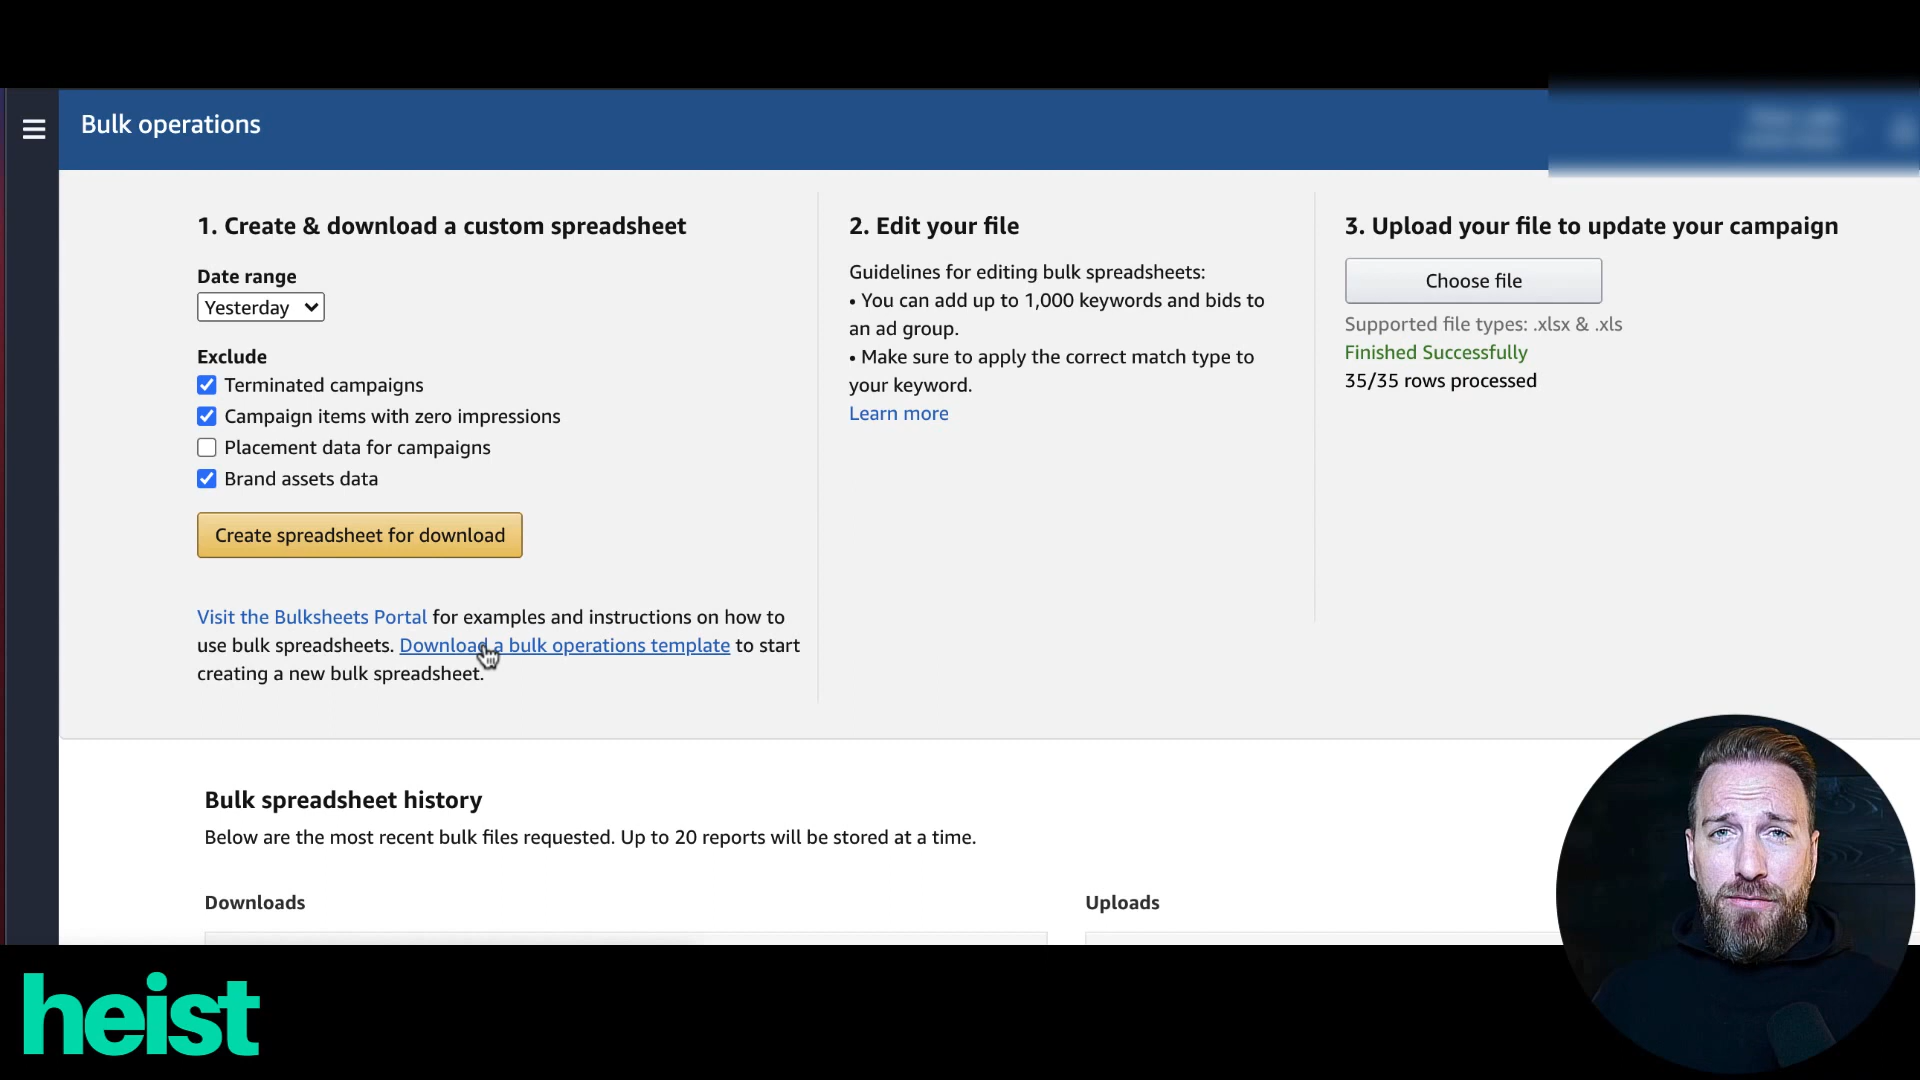 Bulk operations
1. Create & download a custom spreadsheet
Date range
Yesterday
Exclude
Terminated campaigns
Campaign items with zero impressions
Placement data for campaigns
Brand assets data
Create spreadsheet for download
Visit the Bulksheets Portal for examples and instructions on how to
use bulk spreadsheets. Download a bulk operations template to start
creating a new bulk spreadsheet.
2. Edit your file
Guidelines for editing bulk spreadsheets:
• You can add up to 1,000 keywords and bids to
an ad group.
• Make sure to apply the correct match type to
your keyword.
Learn more
3. Upload your file to update your campaign
Choose file
Supported file types: .xlsx & .xls
Finished Successfully
35/35 rows processed
Bulk spreadsheet history
Below are the most recent bulk files requested. Up to 20 reports will be stored at a time.
Downloads
Uploads
heist